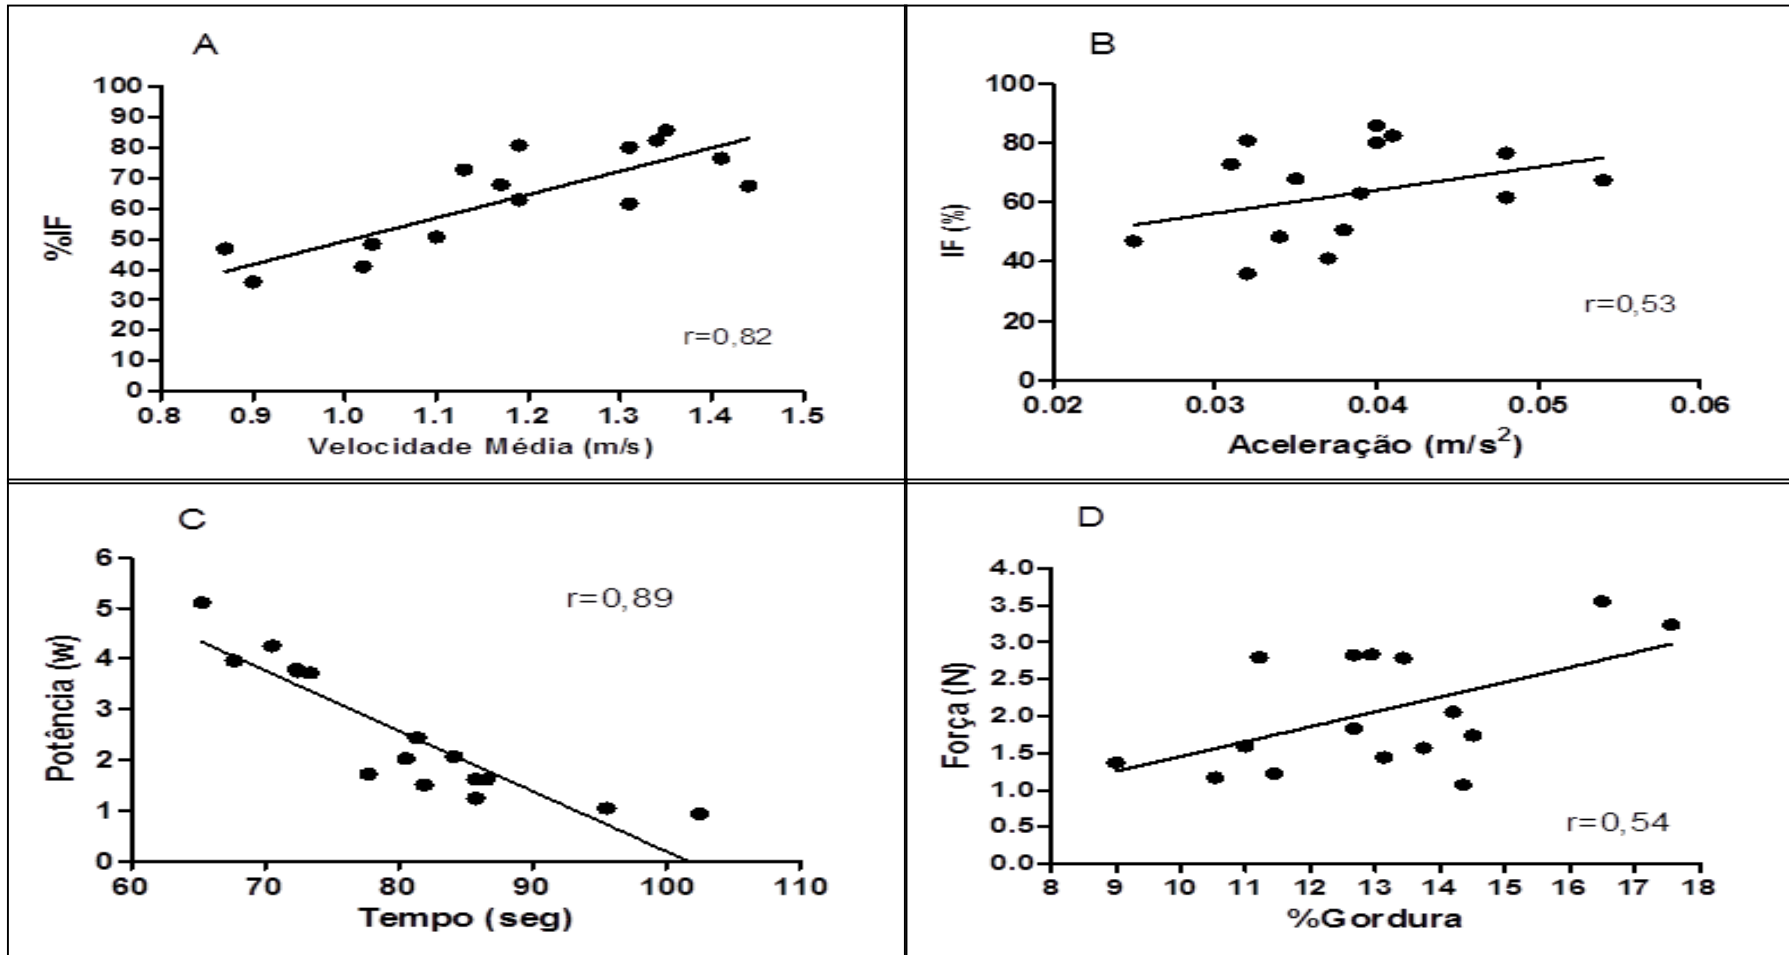 A
%IF
100
90
80
70
60
50
40
30
20
10
0
r=0,82
0.8 0.9 1.0 1.1 1.2 1.3 1.4 1.5
Velocidade Média (m/s)
B
IF (%)
100
80
60
40
20
0
r=0,53
0.02 0.03 0.04 0.05 0.06
Aceleração (m/s²)
C
Potência (w)
6
5
4
3
2
1
0
r=0,89
60 70 80 90 100 110
Tempo (seg)
D
Força (N)
4.0
3.5
3.0
2.5
2.0
1.5
1.0
0.5
0.0
r=0,54
8 9 10 11 12 13 14 15 16 17 18
%Gordura